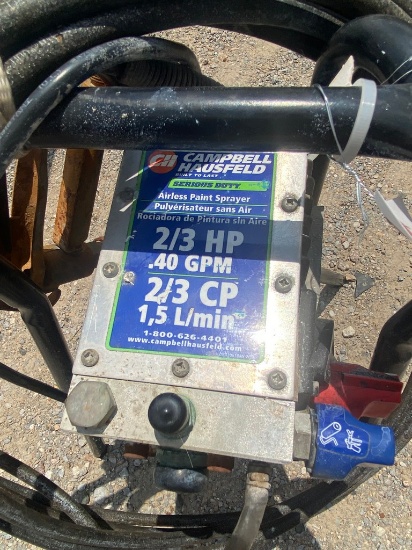 CAMPBELL
HAUSFELD
BUILT TO LAST
SERIOUS DUTY
Airless Paint Sprayer
Pulvérisateur sans Air
Rociadora de Pintura sin Aire
2/3 HP
.40 GPM
2/3 CP
1,5 L/min
1-800-626-4401
www.campbellhausfeld.com